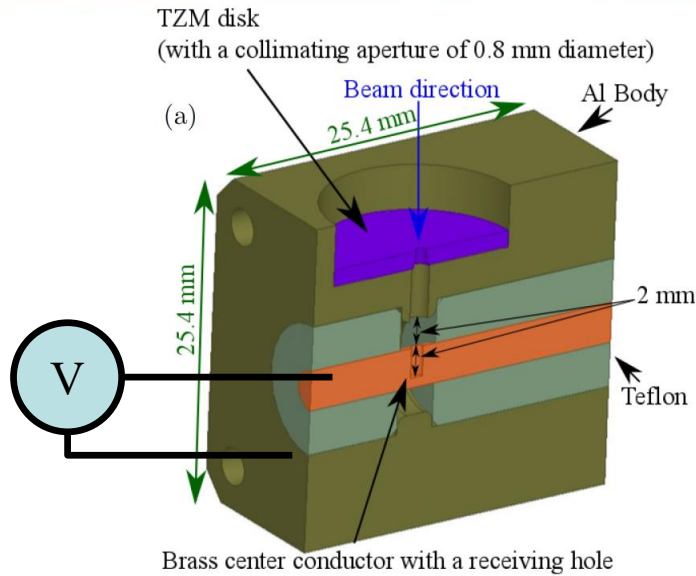 TZM disk
(with a collimating aperture of 0.8 mm diameter)
Beam direction
Al Body
(a)
25.4 mm
25.4 mm
2 mm
V
Teflon
Brass center conductor with a receiving hole